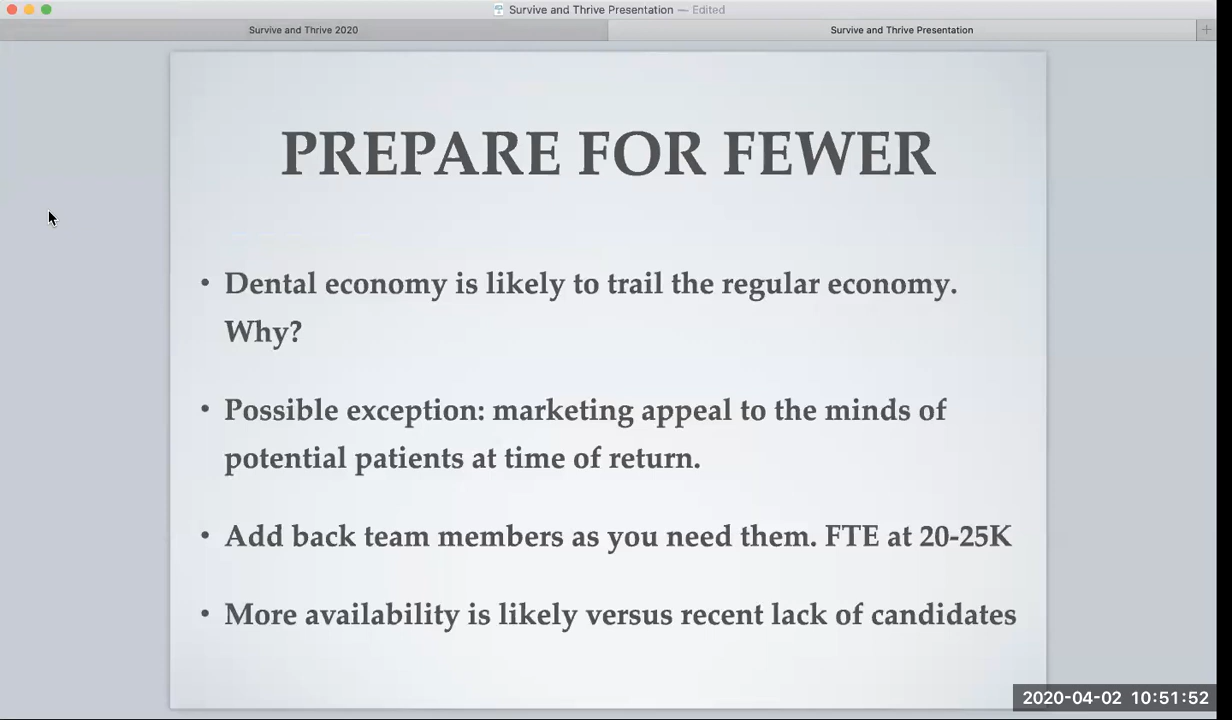 Survive and Thrive Presentation — Edited
Survive and Thrive 2020
Survive and Thrive Presentation
PREPARE FOR FEWER
• Dental economy is likely to trail the regular economy.
Why?
• Possible exception: marketing appeal to the minds of
potential patients at time of return.
• Add back team members as you need them. FTE at 20-25K
• More availability is likely versus recent lack of candidates
2020-04-02 10:51:52